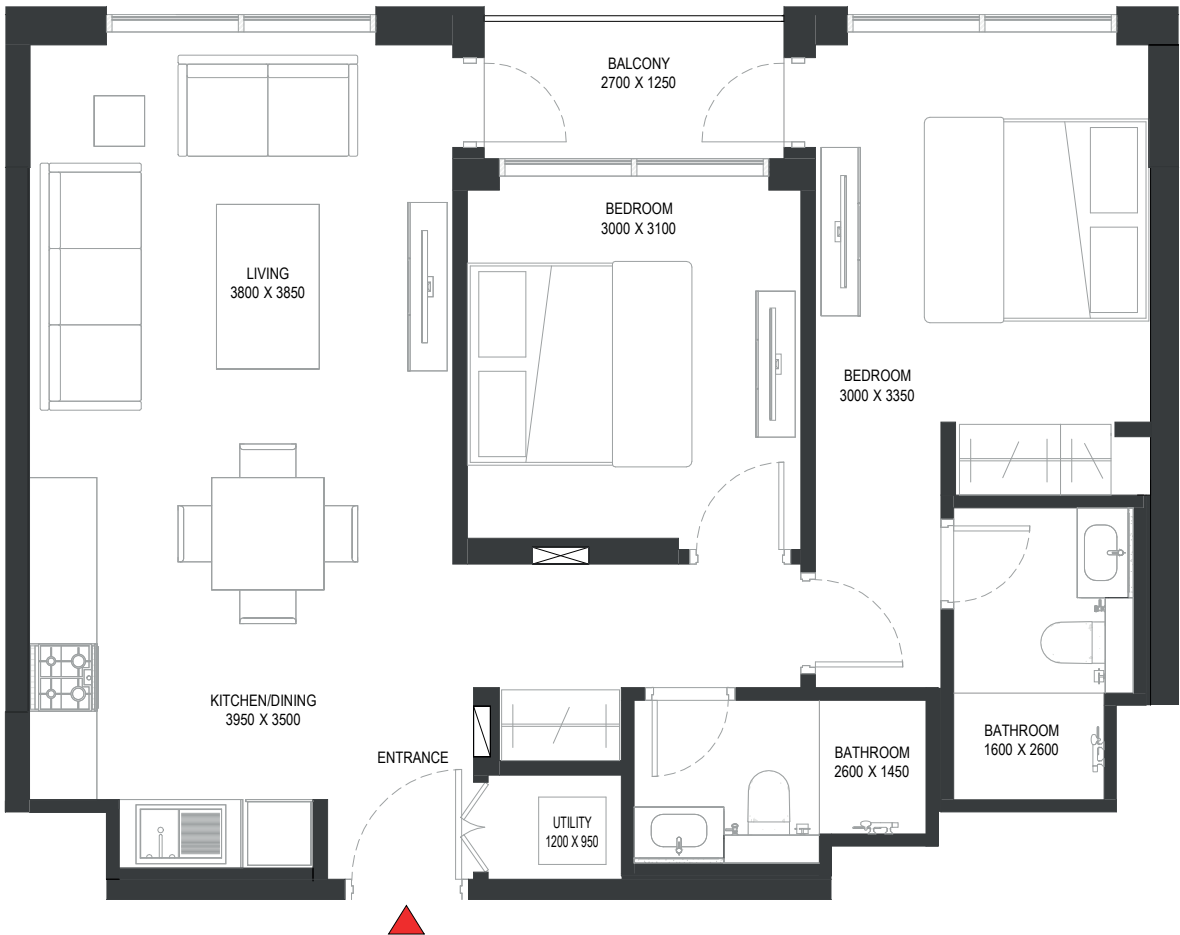 BALCONY
2700 X 1250
BEDROOM
3000 X 3100
LIVING
3800 X 3850
BEDROOM
3000 X 3350
KITCHEN/DINING
3950 X 3500
ENTRANCE
BATHROOM
2600 X 1450
BATHROOM
1600 X 2600
UTILITY
1200 X 950